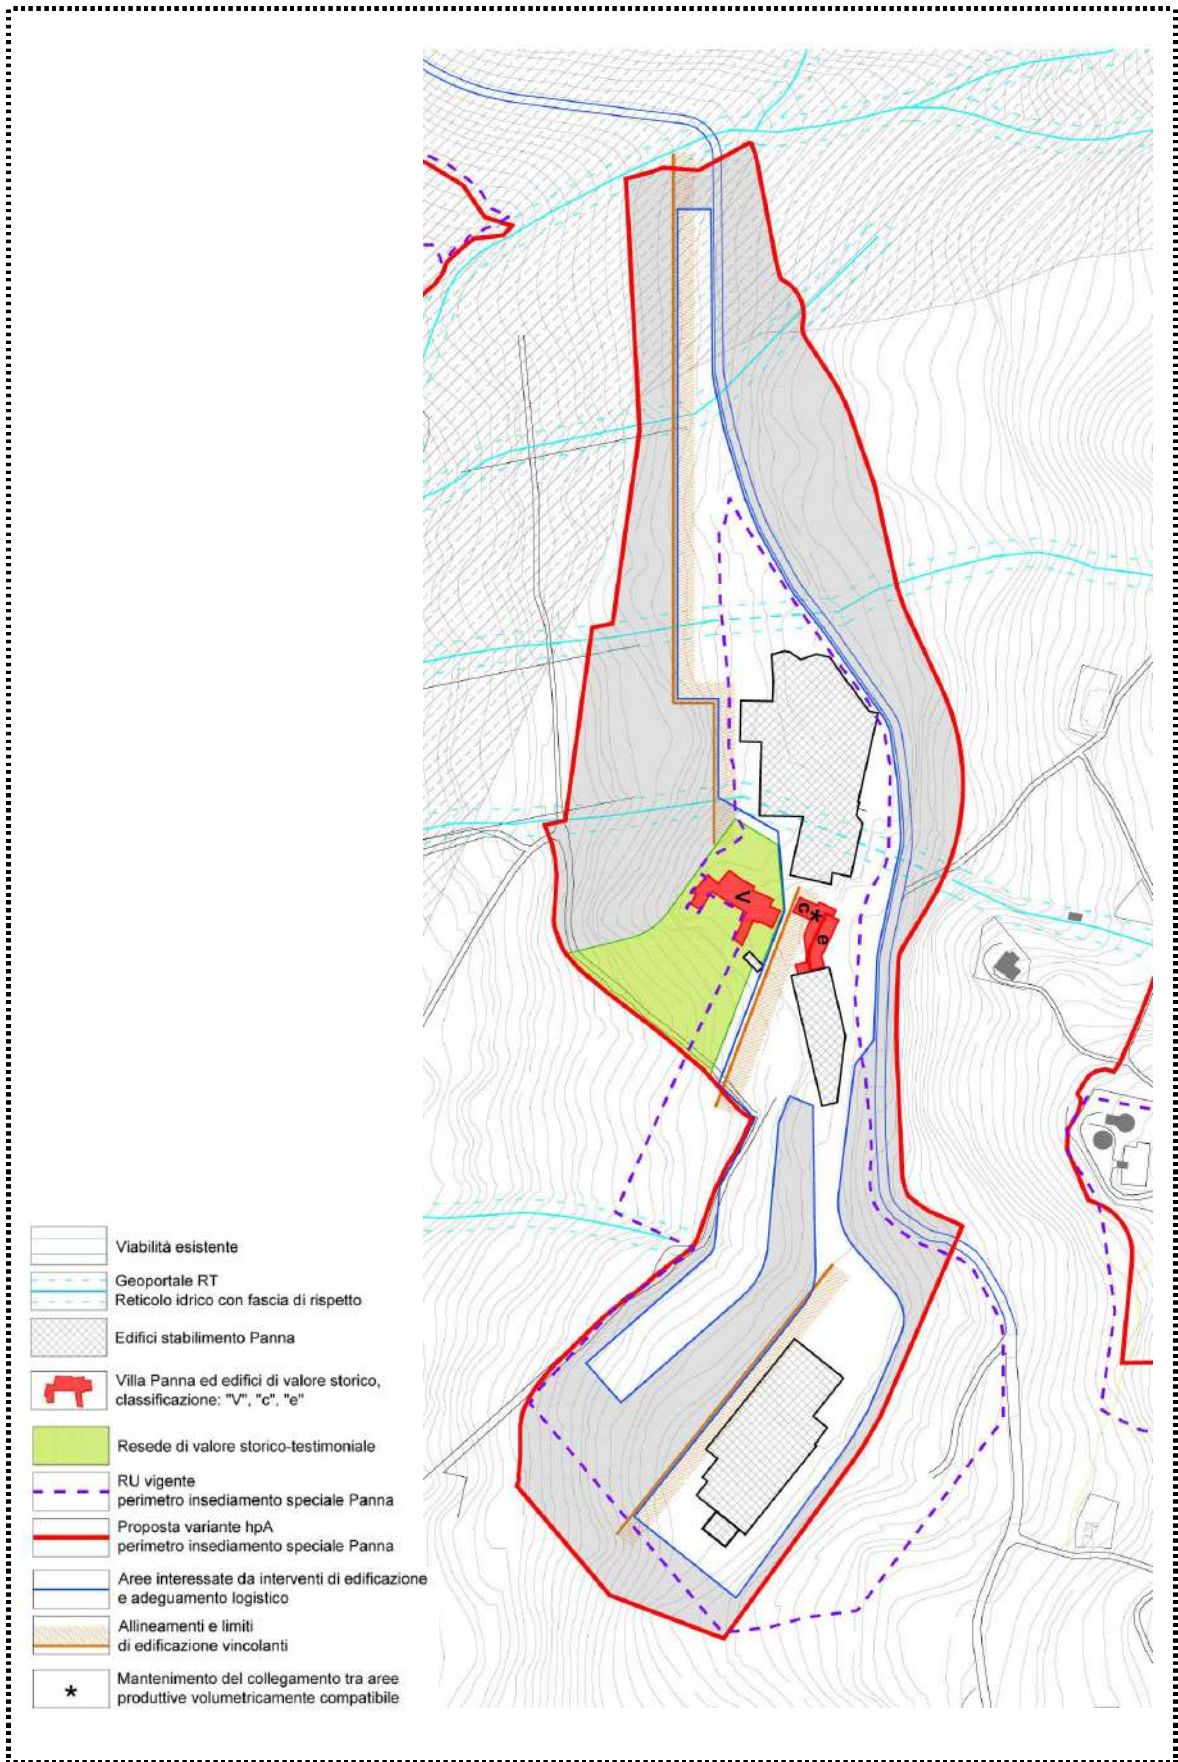 V
c
*
e
Viabilità esistente
Geoportale RT
Reticolo idrico con fascia di rispetto
Edifici stabilimento Panna
Villa Panna ed edifici di valore storico,
classificazione: "V", "c", "e"
Resede di valore storico-testimoniale
RU vigente
perimetro insediamento speciale Panna
Proposta variante hpA
perimetro insediamento speciale Panna
Aree interessate da interventi di edificazione
e adeguamento logistico
Allineamenti e limiti
di edificazione vincolanti
*
Mantenimento del collegamento tra aree
produttive volumetricamente compatibile